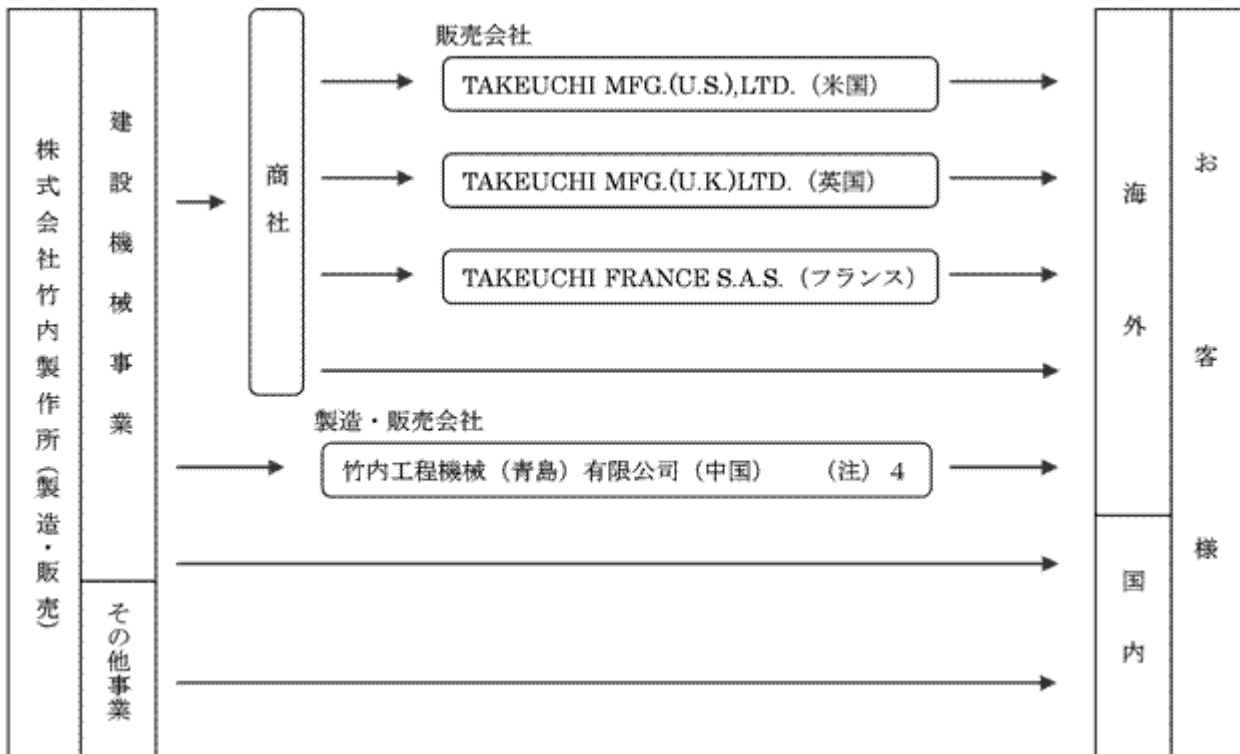 株式会社竹内製作所(製造・販売)
建設機械事業
その他事業
商社
販売会社
TAKEUCHI MFG.(U.S.),LTD.（米国）
TAKEUCHI MFG.(U.K.)LTD.（英国）
TAKEUCHI FRANCE S.A.S.（フランス）
製造・販売会社
竹内工程機械（青島）有限公司（中国）　（注）4
海外
国内
お客様